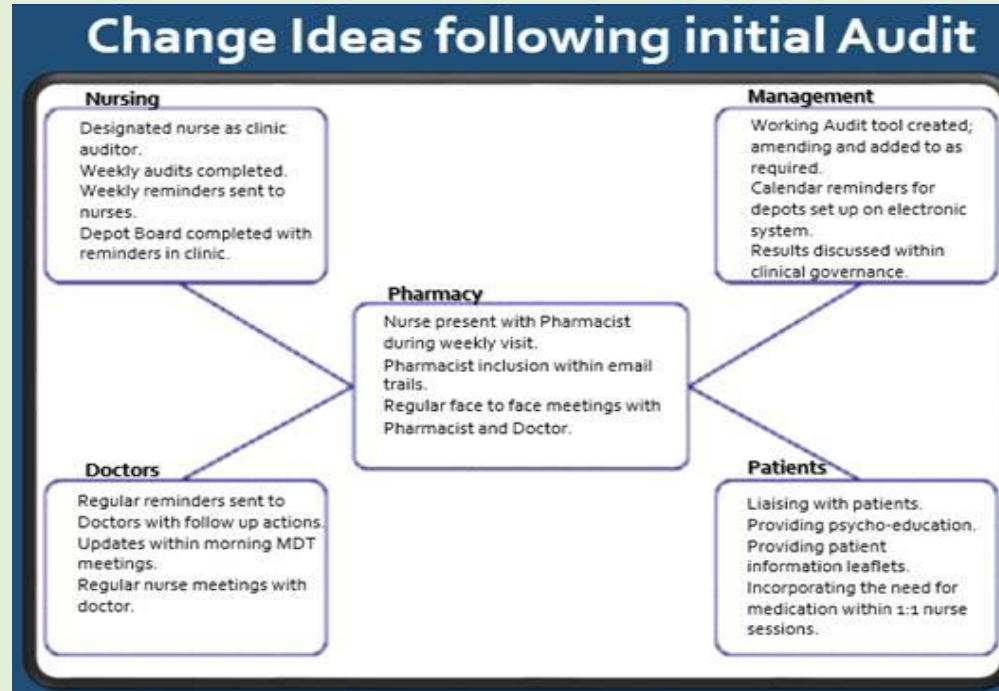 Change Ideas following initial Audit
Nursing
Designated nurse as clinic
auditor.
Weekly audits completed.
Weekly reminders sent to
nurses.
Depot Board completed with
reminders in clinic.
Management
Working Audit tool created;
amending and added to as
required.
Calendar reminders for
depots set up on electronic
system.
Results discussed within
clinical governance.
Pharmacy
Nurse present with Pharmacist
during weekly visit.
Pharmacist inclusion within email
trails.
Regular face to face meetings with
Pharmacist and Doctor.
Doctors
Regular reminders sent to
Doctors with follow up actions.
Updates within morning MDT
meetings.
Regular nurse meetings with
doctor.
Patients
Liaising with patients.
Providing psycho-education.
Providing patient
information leaflets.
Incorporating the need for
medication within 1:1 nurse
sessions.